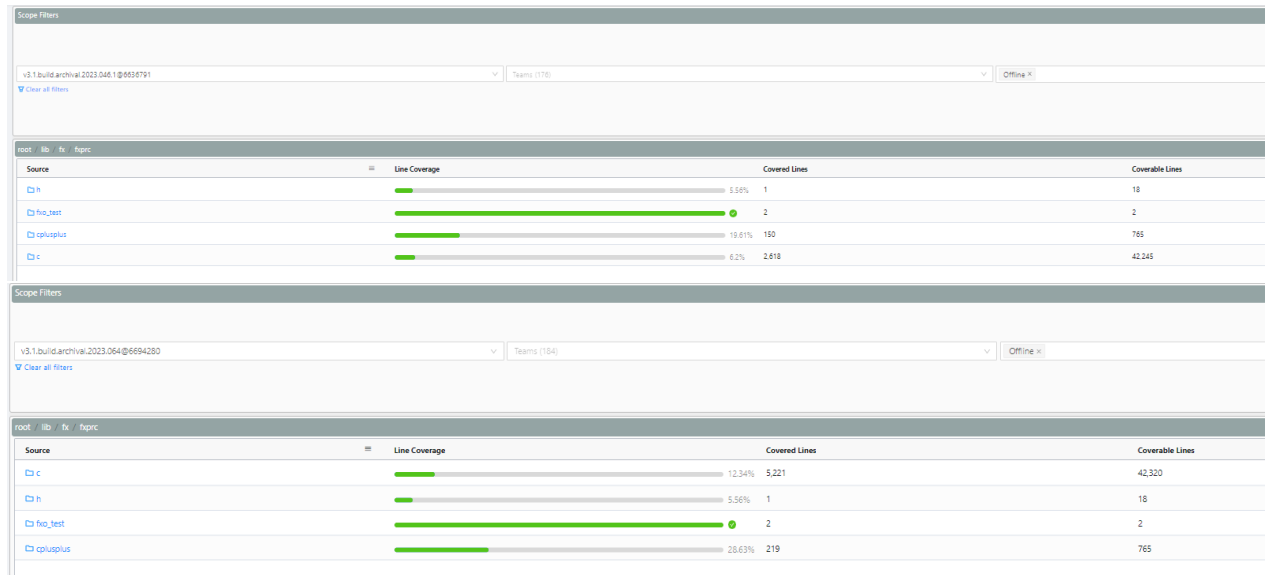 Scope Filters
v3.1.build.archival.2023.046.1@6636791 Teams (176) Offline ×
Clear all filters
root / lib / fx / fxprc
Source Line Coverage Covered Lines Coverable Lines
h 5.56% 1 18
fxo_test 2 2
cplusplus 19.61% 150 765
c 6.2% 2,618 42,245
Scope Filters
v3.1.build.archival.2023.064@6694280 Teams (184) Offline ×
Clear all filters
root / lib / fx / fxprc
Source Line Coverage Covered Lines Coverable Lines
c 12.34% 5,221 42,320
h 5.56% 1 18
fxo_test 2 2
cplusplus 28.63% 219 765